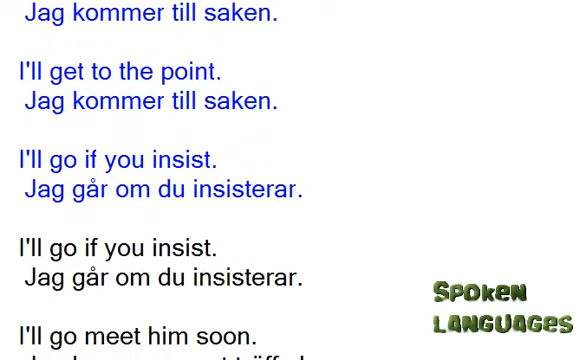 Jag kommer till saken.
I'll get to the point.
Jag kommer till saken.
I'll go if you insist.
Jag går om du insisterar.
I'll go if you insist.
Jag går om du insisterar.
I'll go meet him soon.
Spoken
Languages